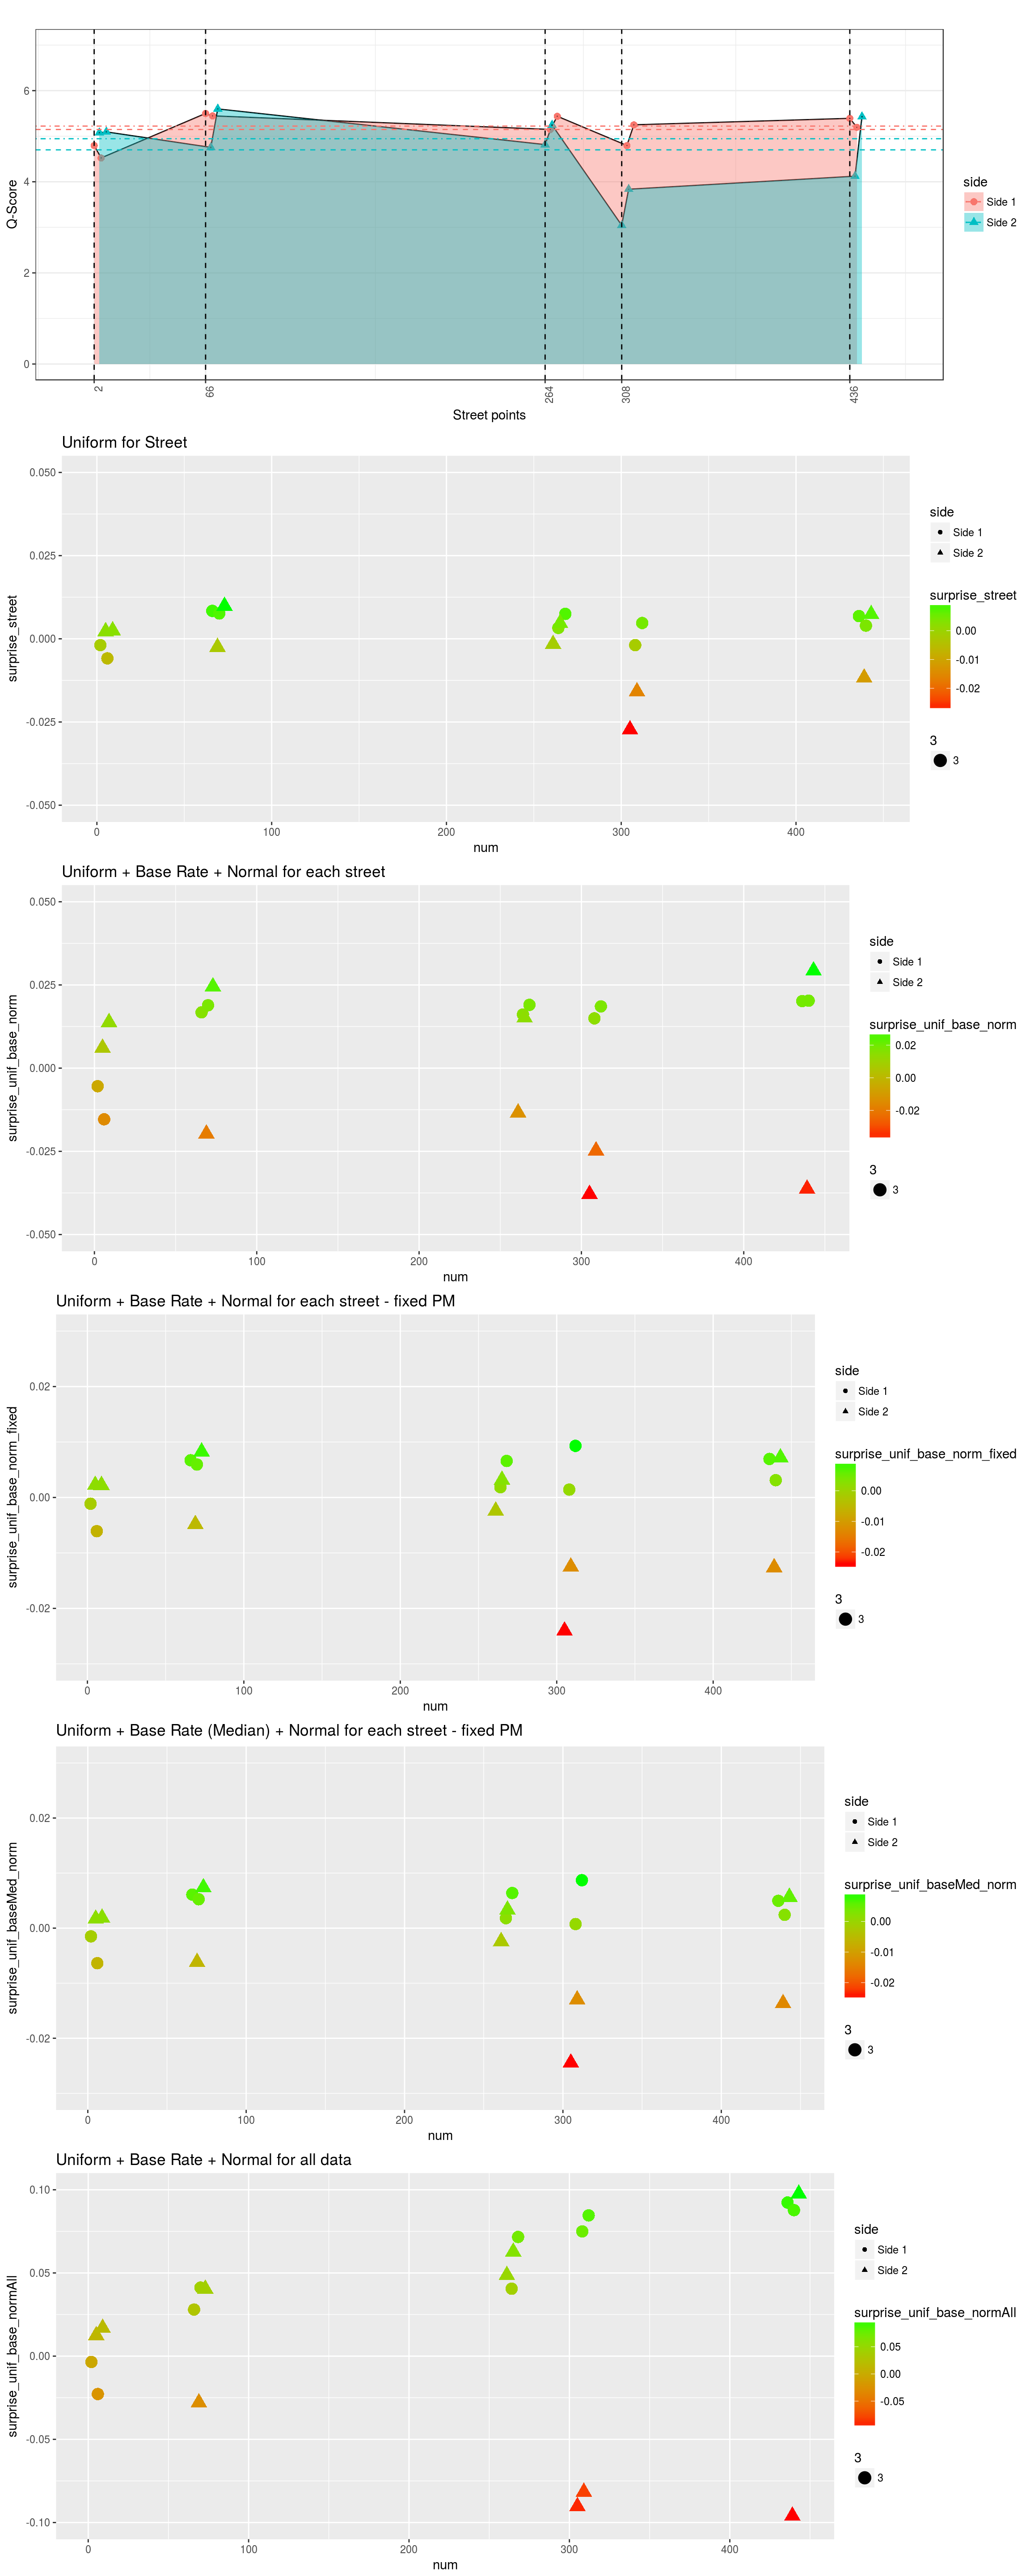 6
4
2
0
Q-Score
2
66
264
308
436
Street points
side
Side 1
Side 2
Uniform for Street
0.050
0.025
0.000
-0.025
-0.050
surprise_street
0
100
200
300
400
num
side
Side 1
Side 2
surprise_street
0.00
-0.01
-0.02
3
3
Uniform + Base Rate + Normal for each street
0.050
0.025
0.000
-0.025
-0.050
surprise_unif_base_norm
0
100
200
300
400
num
side
Side 1
Side 2
surprise_unif_base_norm
0.02
0.00
-0.02
3
3
Uniform + Base Rate + Normal for each street - fixed PM
0.02
0.00
-0.02
surprise_unif_base_norm_fixed
0
100
200
300
400
num
side
Side 1
Side 2
surprise_unif_base_norm_fixed
0.00
-0.01
-0.02
3
3
Uniform + Base Rate (Median) + Normal for each street - fixed PM
0.02
0.00
-0.02
surprise_unif_baseMed_norm
0
100
200
300
400
num
side
Side 1
Side 2
surprise_unif_baseMed_norm
0.00
-0.01
-0.02
3
3
Uniform + Base Rate + Normal for all data
0.10
0.05
0.00
-0.05
-0.10
surprise_unif_base_normAll
0
100
200
300
400
num
side
Side 1
Side 2
surprise_unif_base_normAll
0.05
0.00
-0.05
3
3